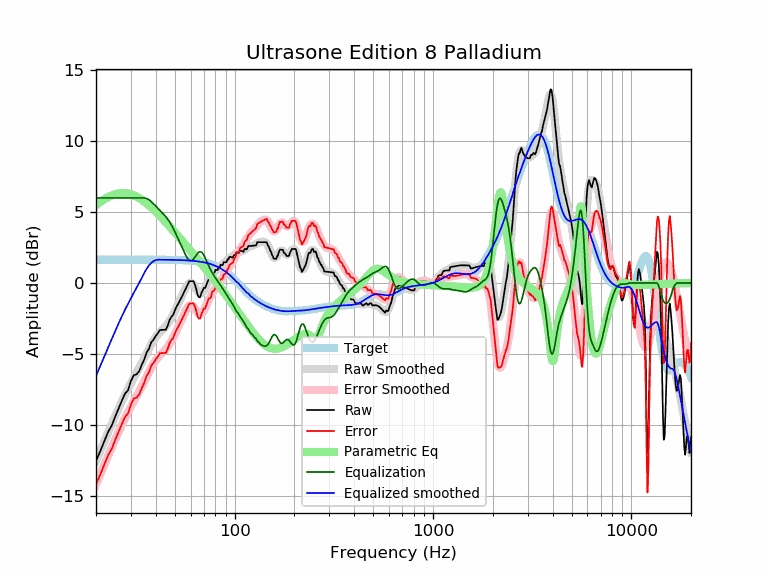 Ultrasone Edition 8 Palladium
15
10
5
0
−5
−10
−15
Amplitude (dBr)
100
1000
10000
Frequency (Hz)
Target
Raw Smoothed
Error Smoothed
Raw
Error
Parametric Eq
Equalization
Equalized smoothed